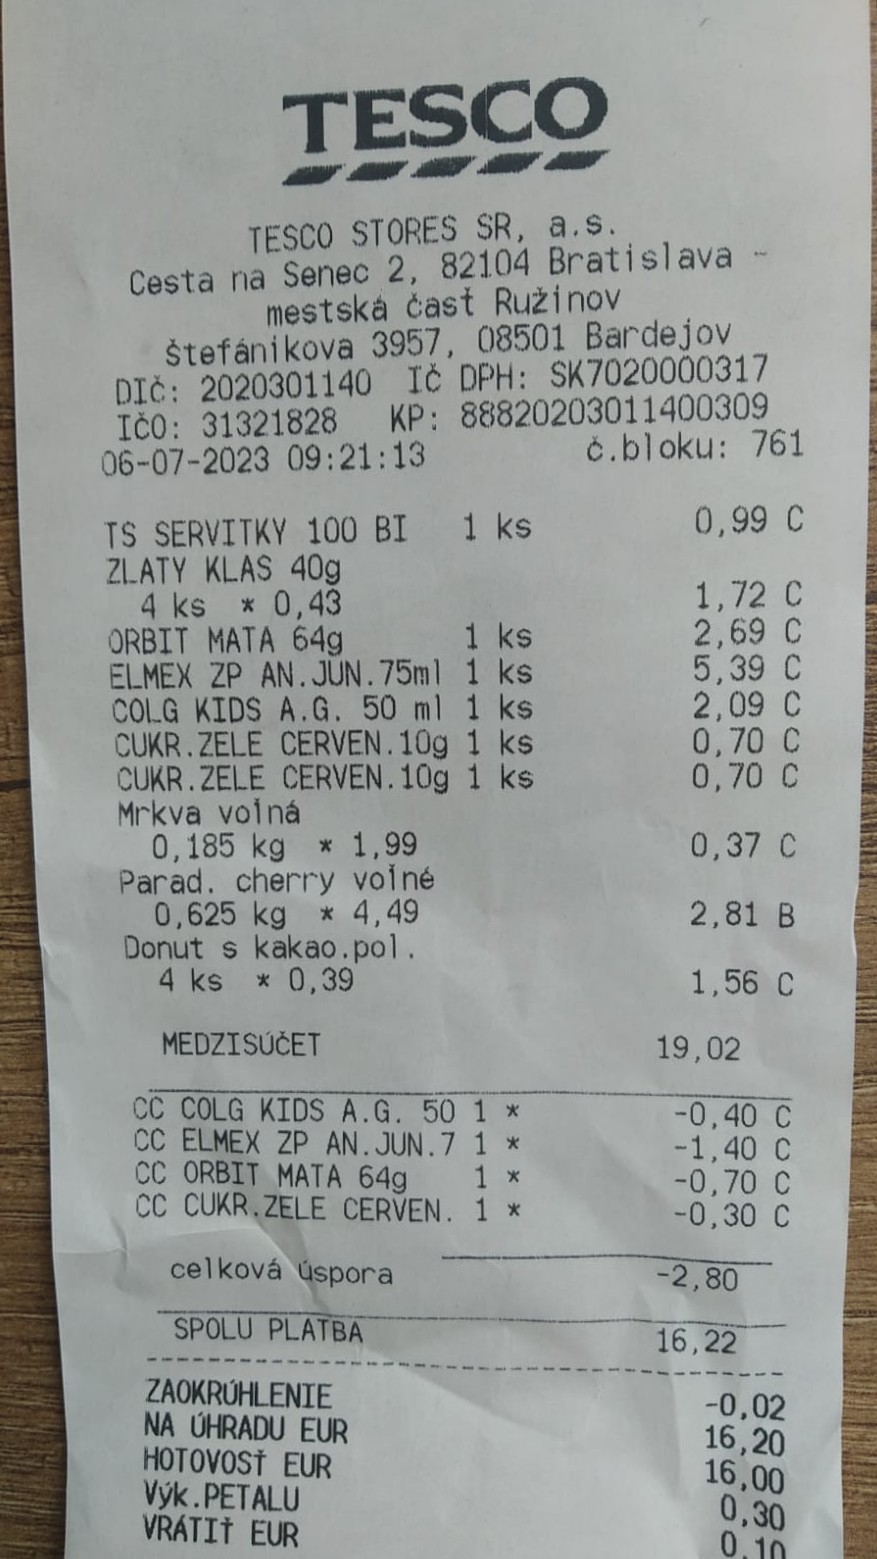 TESCO
TESCO STORES SR, a.s.
Cesta na Senec 2, 82104 Bratislava -
mestská časť Ružinov
Štefánikova 3957, 08501 Bardejov
DIČ: 2020301140 IČ DPH: SK7020000317
IČO: 31321828 KP: 88820203011400309
06-07-2023 09:21:13 č.bloku: 761
TS SERVITKY 100 BI 1 ks 0,99 C
ZLATY KLAS 40g
4 ks * 0,43 1,72 C
ORBIT MATA 64g 1 ks 2,69 C
ELMEX ZP AN.JUN.75ml 1 ks 5,39 C
COLG KIDS A.G. 50 ml 1 ks 2,09 C
CUKR.ZELE CERVEN.10g 1 ks 0,70 C
CUKR.ZELE CERVEN.10g 1 ks 0,70 C
Mrkva voľná
0,185 kg * 1,99 0,37 C
Parad. cherry voľné
0,625 kg * 4,49 2,81 B
Donut s kakao.pol.
4 ks * 0,39 1,56 C
MEDZISÚČET 19,02
CC COLG KIDS A.G. 50 1 * -0,40 C
CC ELMEX ZP AN.JUN.7 1 * -1,40 C
CC ORBIT MATA 64g 1 * -0,70 C
CC CUKR.ZELE CERVEN. 1 * -0,30 C
celková úspora -2,80
SPOLU PLATBA 16,22
ZAOKRÚHLENIE -0,02
NA ÚHRADU EUR 16,20
HOTOVOSŤ EUR 16,00
Výk.PETALU 0,30
VRÁTIŤ EUR 0,10